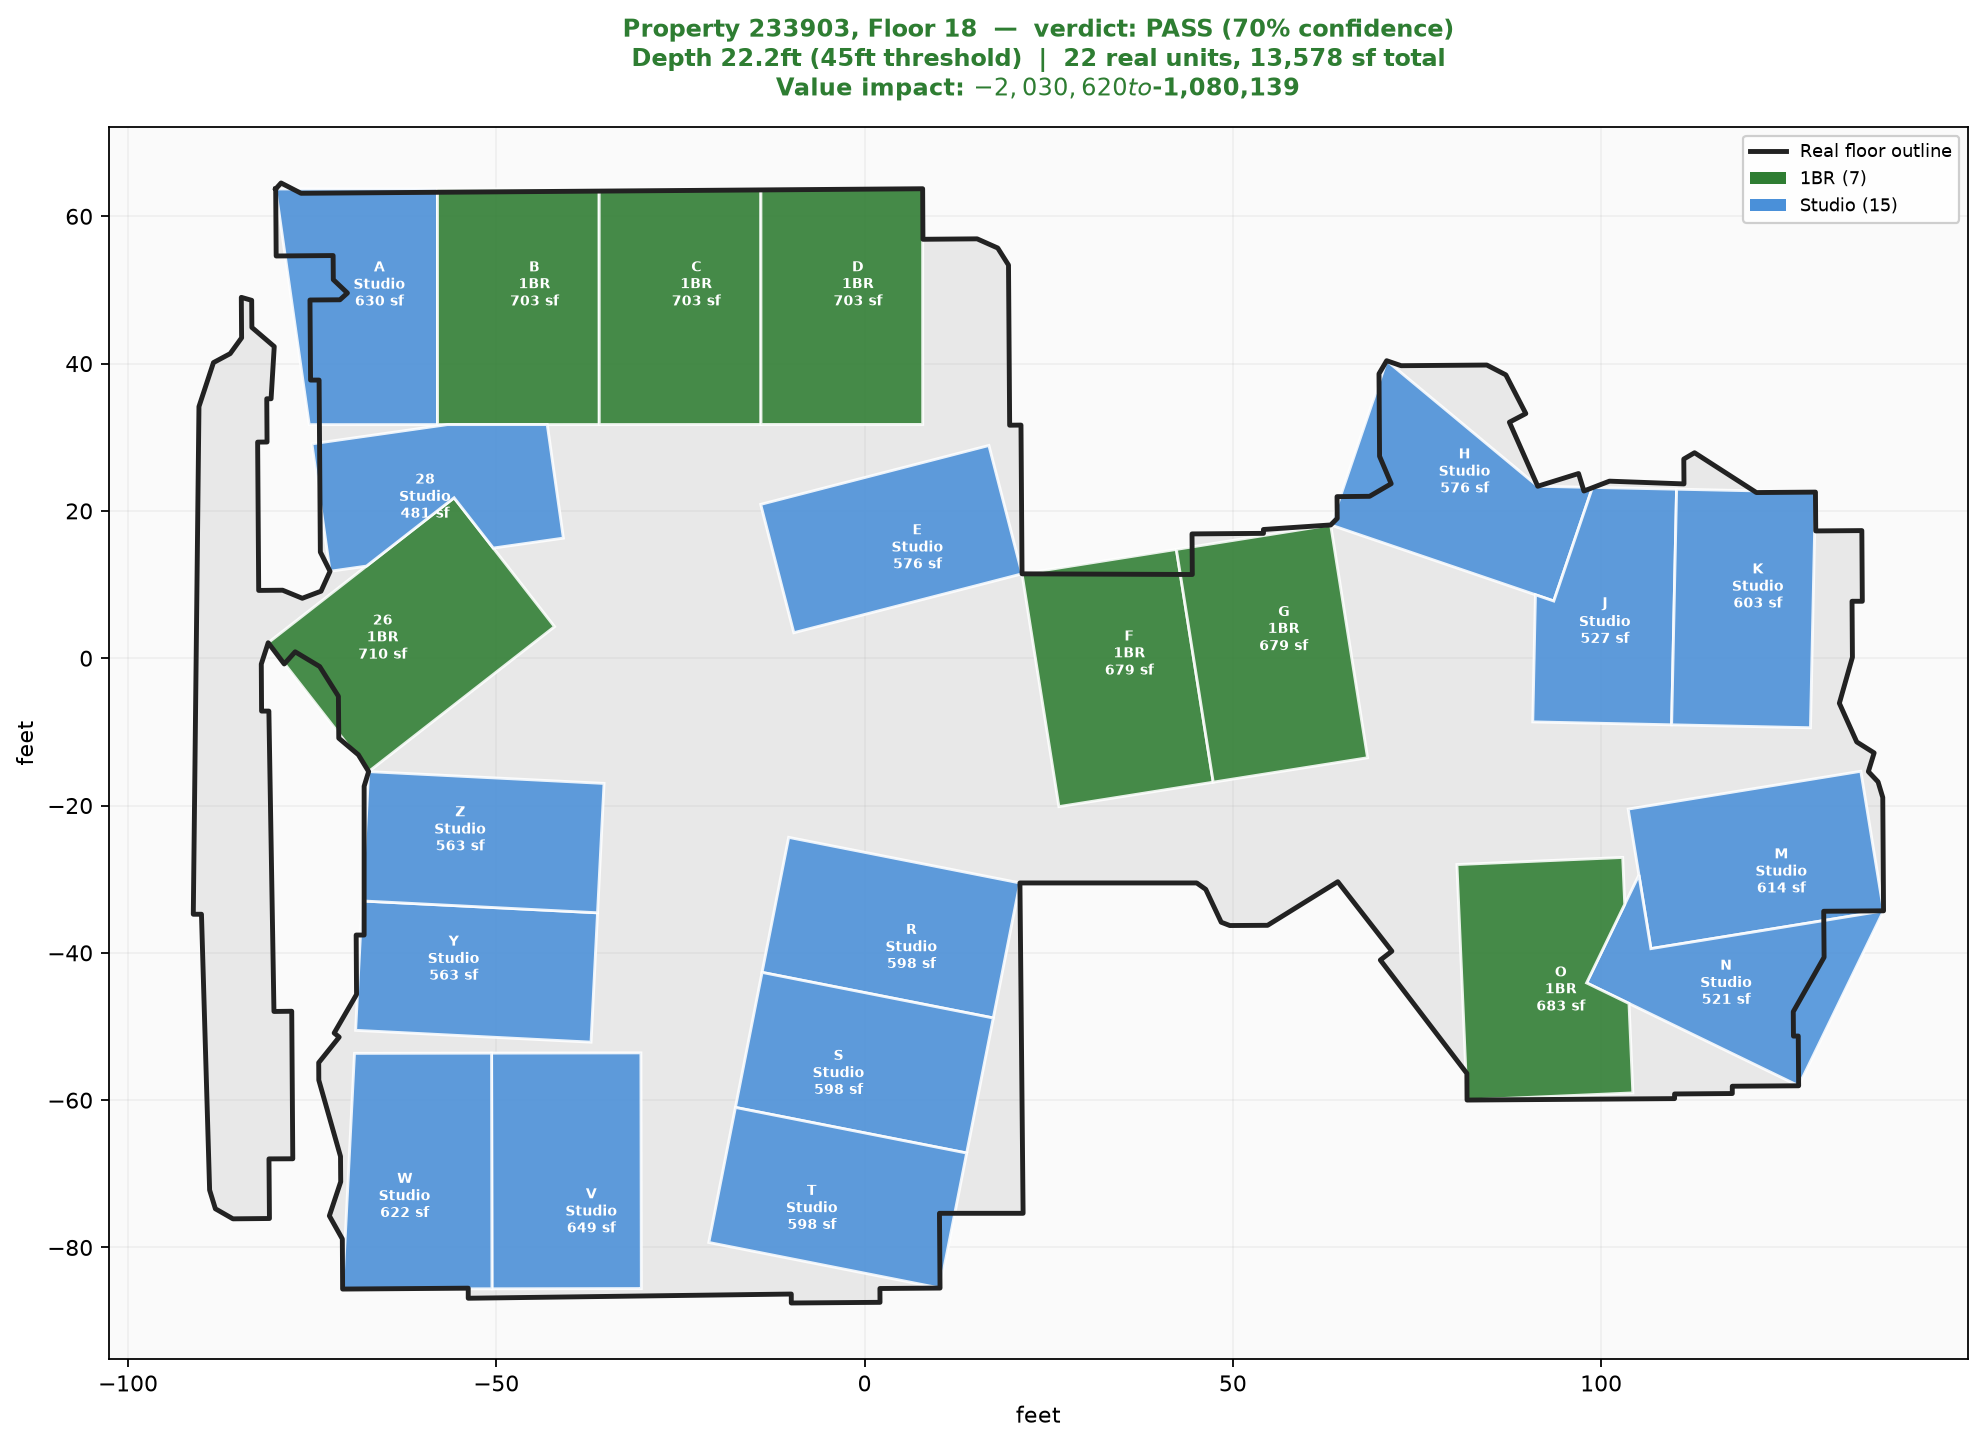 Property 233903, Floor 18 — verdict: PASS (70% confidence)
Depth 22.2ft (45ft threshold) | 22 real units, 13,578 sf total
Value impact: −2,030,620to-1,080,139
Real floor outline
1BR (7)
Studio (15)
A
Studio
630 sf
B
1BR
703 sf
C
1BR
703 sf
D
1BR
703 sf
28
Studio
481 sf
E
Studio
576 sf
26
1BR
710 sf
F
1BR
679 sf
G
1BR
679 sf
H
Studio
576 sf
J
Studio
527 sf
K
Studio
603 sf
Z
Studio
563 sf
Y
Studio
563 sf
W
Studio
622 sf
V
Studio
649 sf
R
Studio
598 sf
S
Studio
598 sf
T
Studio
598 sf
M
Studio
614 sf
N
Studio
521 sf
O
1BR
683 sf
60
40
20
0
−20
−40
−60
−80
feet
−100
−50
0
50
100
feet